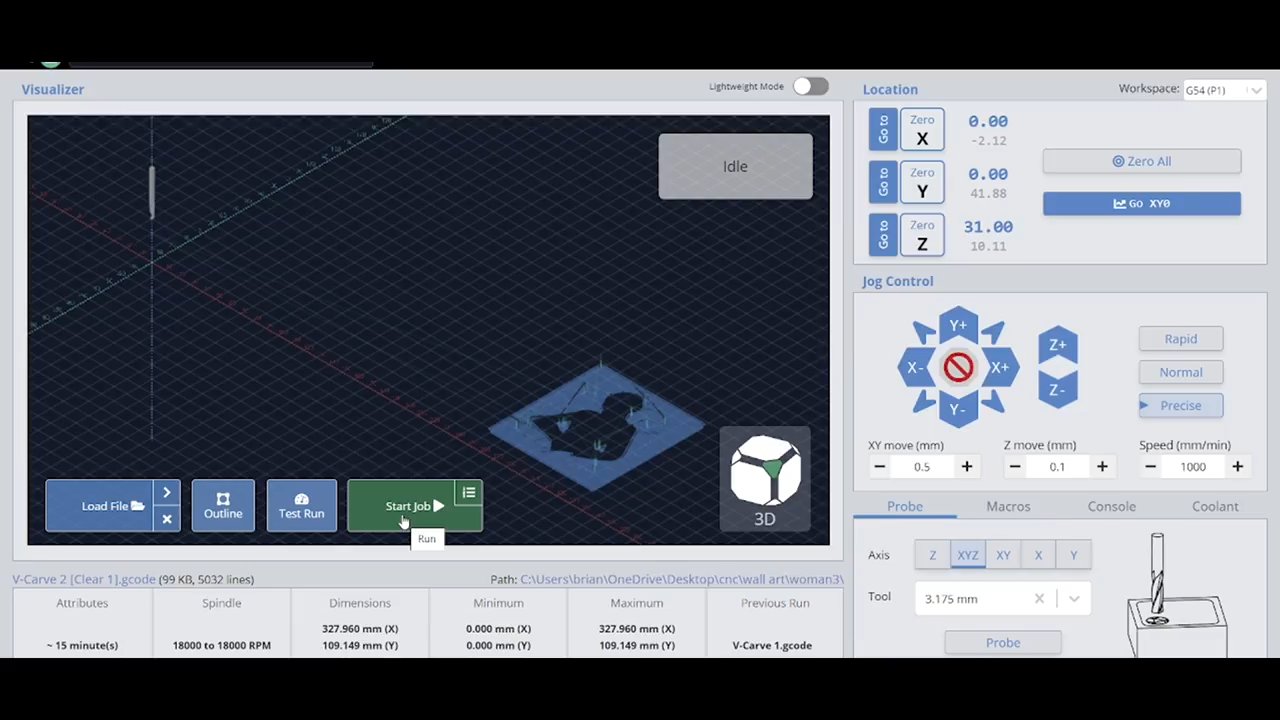 Visualizer
Lightweight Mode
Idle
Load File
Outline
Test Run
Start Job
Run
3D
V-Carve 2 [Clear 1].gcode (99 KB, 5032 lines)
Path: C:\Users\brian\OneDrive\Desktop\cnc\wall art\woman3\
Attributes
Spindle
Dimensions
Minimum
Maximum
Previous Run
327.960 mm (X)
0.000 mm (X)
327.960 mm (X)
~ 15 minute(s)
18000 to 18000 RPM
109.149 mm (Y)
0.000 mm (Y)
109.149 mm (Y)
V-Carve 1.gcode
Location
Workspace: G54 (P1)
Go to
Zero X
0.00
-2.12
Go to
Zero Y
0.00
41.88
Go to
Zero Z
31.00
10.11
Zero All
Go XY0
Jog Control
Y+
X-
X+
Y-
Z+
Z-
Rapid
Normal
Precise
XY move (mm)
Z move (mm)
Speed (mm/min)
− 0.5 +
− 0.1 +
− 1000 +
Probe
Macros
Console
Coolant
Axis
Z
XYZ
XY
X
Y
Tool
3.175 mm
Probe